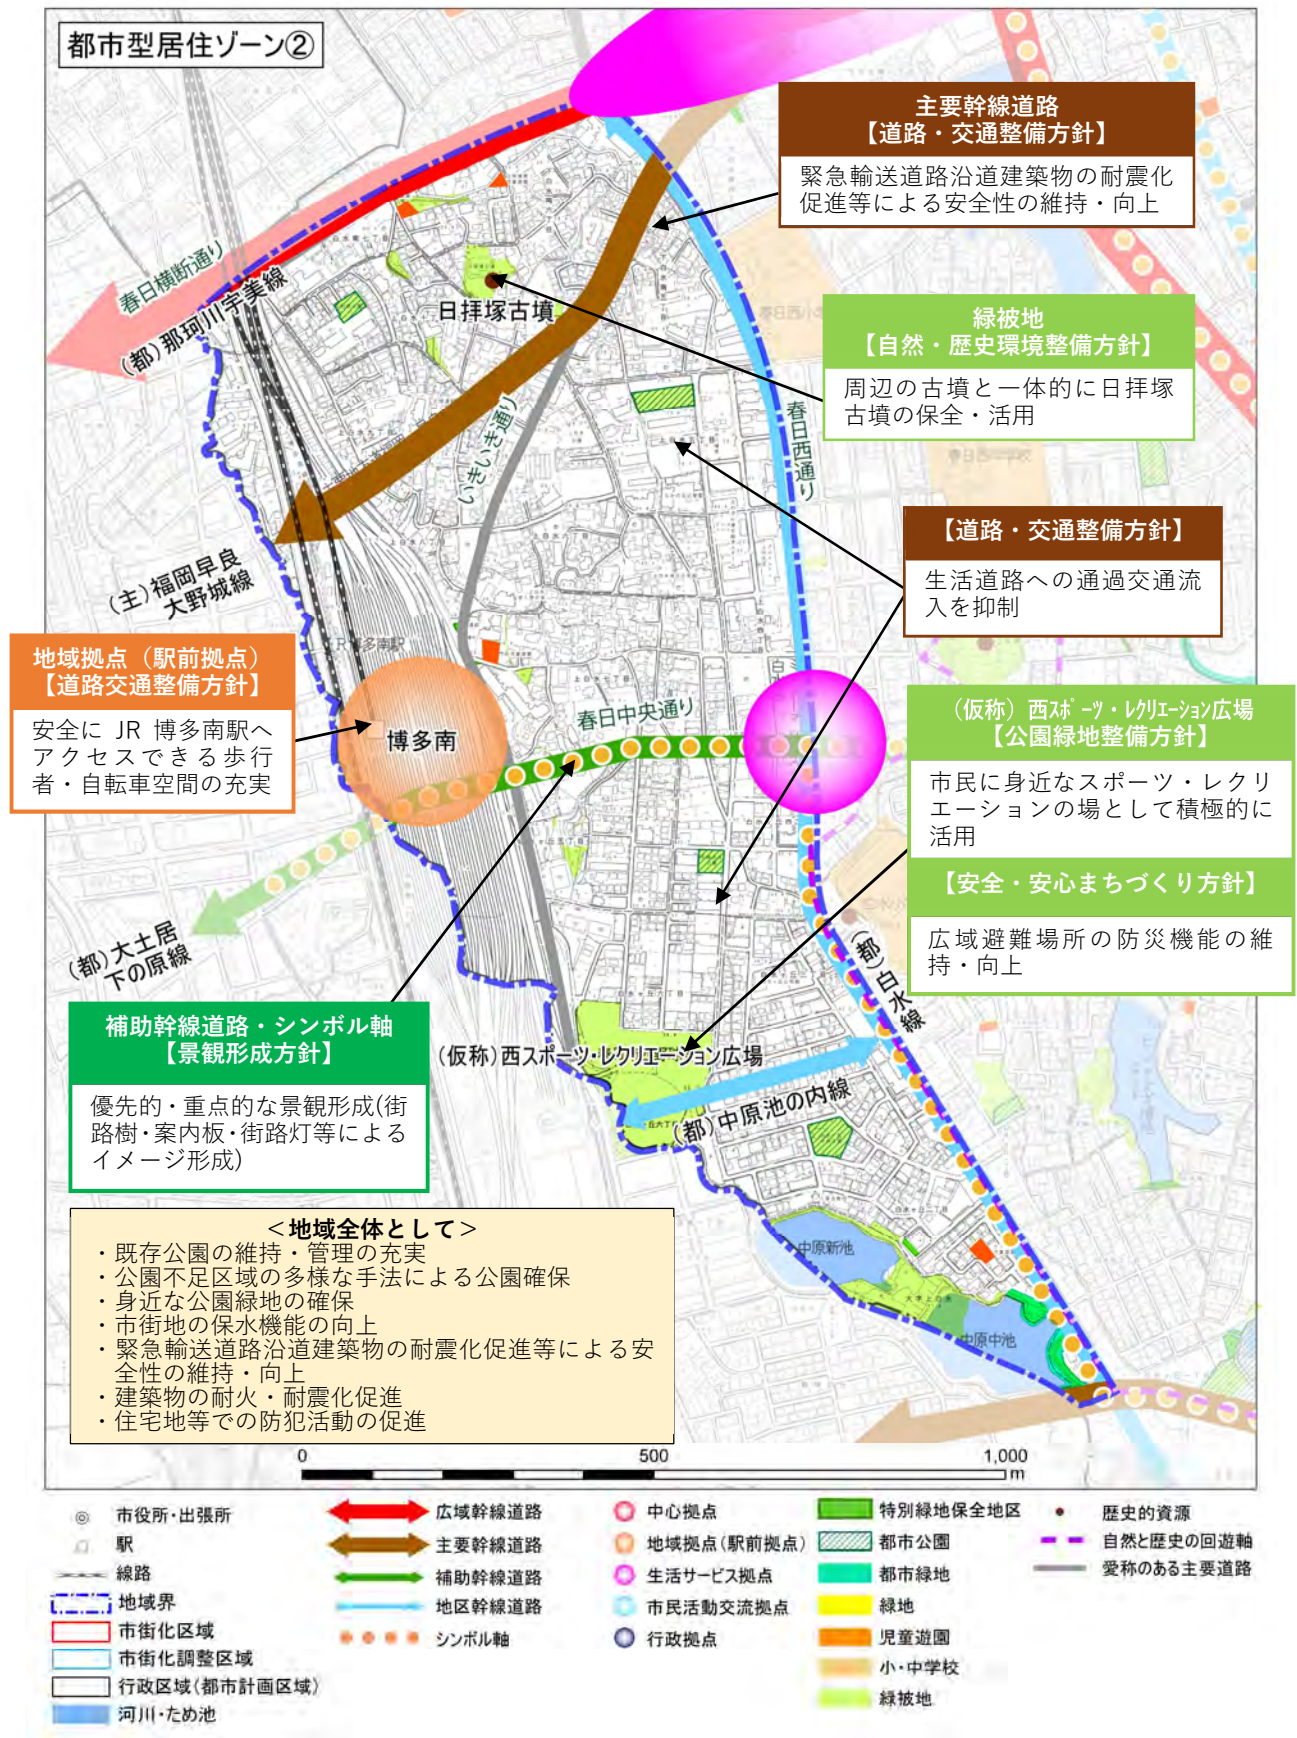 都市型居住ゾーン②
主要幹線道路
【道路・交通整備方針】
緊急輸送道路沿道建築物の耐震化
促進等による安全性の維持・向上
春日横断通り
(都)那珂川宇美線
日拝塚古墳
緑被地
【自然・歴史環境整備方針】
周辺の古墳と一体的に日拝塚
古墳の保全・活用
いきいき通り
春日西通り
【道路・交通整備方針】
生活道路への通過交通流
入を抑制
(主)福岡早良
大野城線
地域拠点（駅前拠点）
【道路交通整備方針】
安全に JR 博多南駅へ
アクセスできる歩行
者・自転車空間の充実
JR博多南駅
博多南
春日中央通り
（仮称）西ｽﾎﾟｰﾂ・ﾚｸﾘｴｰｼｮﾝ広場
【公園緑地整備方針】
市民に身近なスポーツ・レクリ
エーションの場として積極的に
活用
【安全・安心まちづくり方針】
広域避難場所の防災機能の維
持・向上
(都)大土居
下の原線
(都)白水線
補助幹線道路・シンボル軸
【景観形成方針】
優先的・重点的な景観形成(街
路樹・案内板・街路灯等による
イメージ形成)
(仮称)西スポーツ・レクリエーション広場
(都)中原池の内線
中原新池
中原中池
＜地域全体として＞
・既存公園の維持・管理の充実
・公園不足区域の多様な手法による公園確保
・身近な公園緑地の確保
・市街地の保水機能の向上
・緊急輸送道路沿道建築物の耐震化促進等による安
全性の維持・向上
・建築物の耐火・耐震化促進
・住宅地等での防犯活動の促進
0 500 1,000
m
市役所・出張所
駅
線路
地域界
市街化区域
市街化調整区域
行政区域(都市計画区域)
河川・ため池
広域幹線道路
主要幹線道路
補助幹線道路
地区幹線道路
シンボル軸
中心拠点
地域拠点(駅前拠点)
生活サービス拠点
市民活動交流拠点
行政拠点
特別緑地保全地区
都市公園
都市緑地
緑地
児童遊園
小・中学校
緑被地
歴史的資源
自然と歴史の回遊軸
愛称のある主要道路